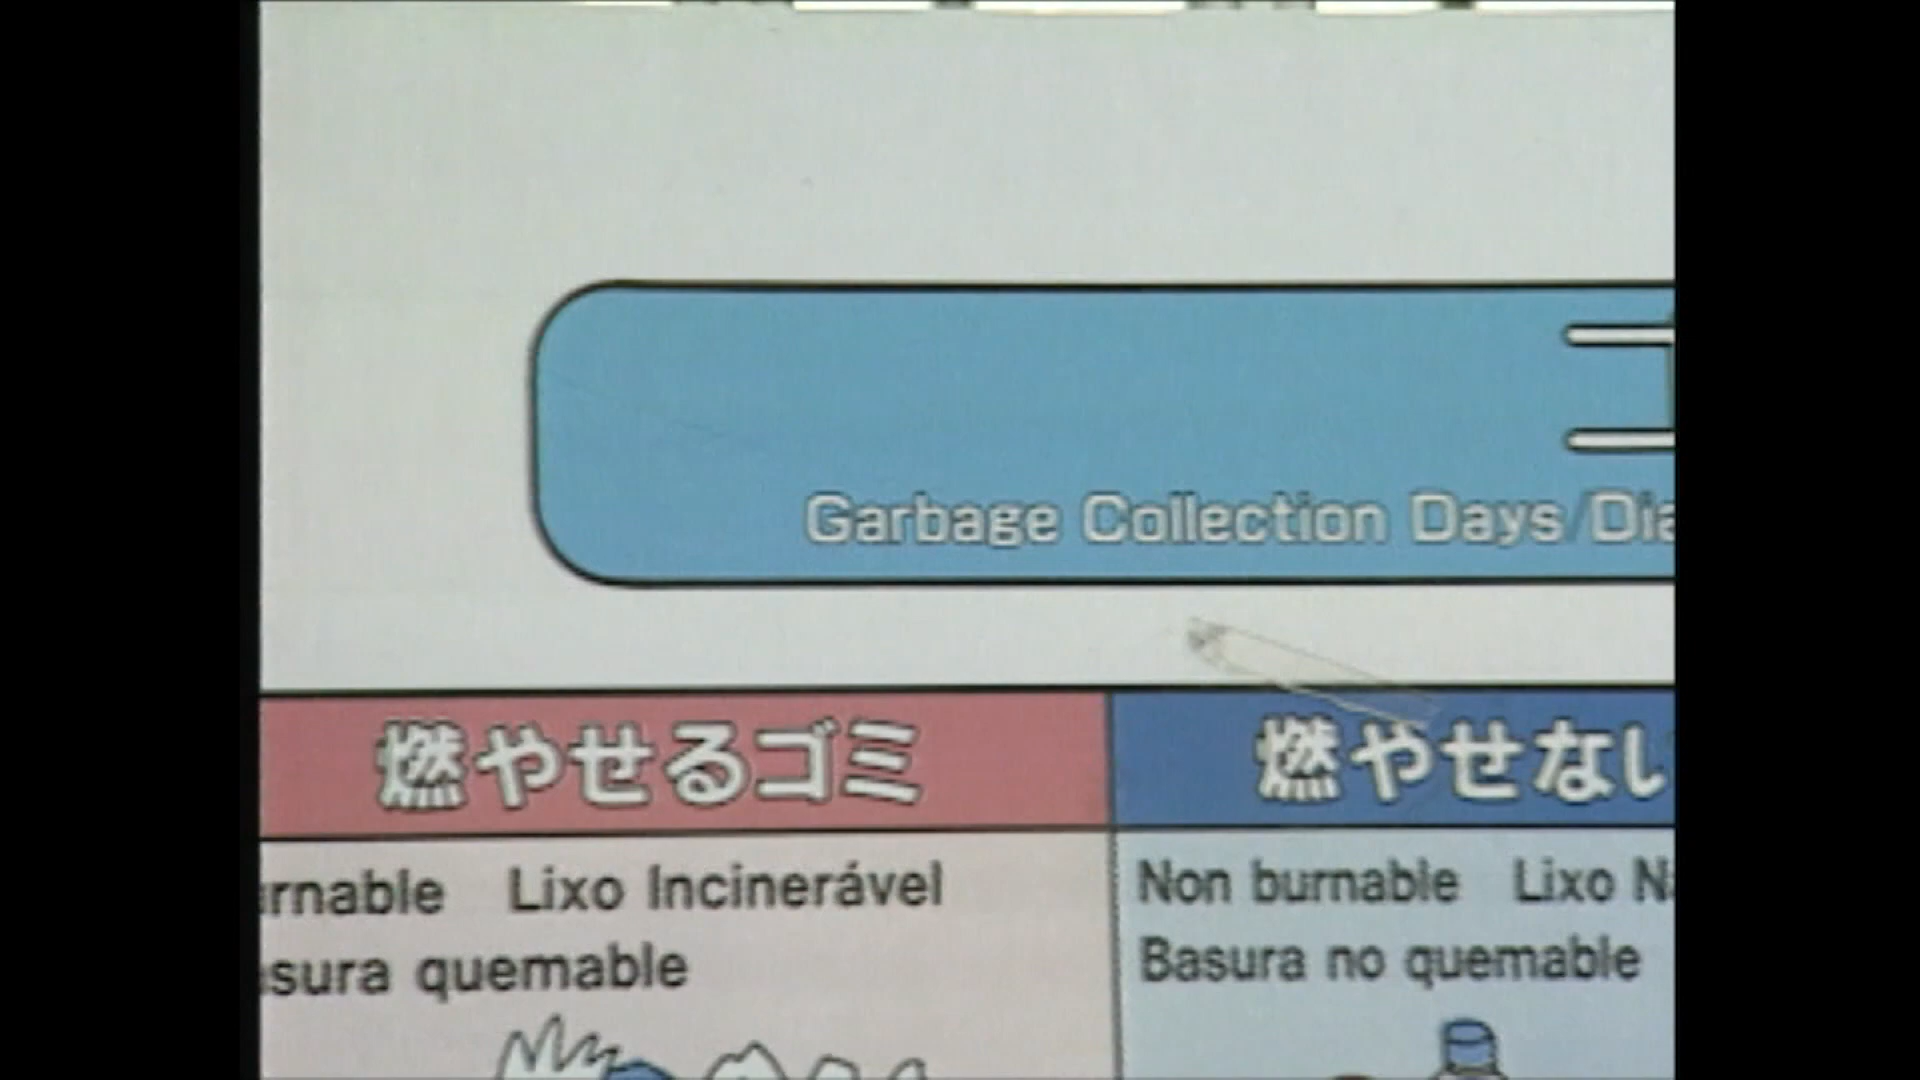 Garbage Collection Days/Dia
燃やせるゴミ
燃やせない
rnable Lixo Incinerável
sura quemable
Non burnable Lixo N
Basura no quemable